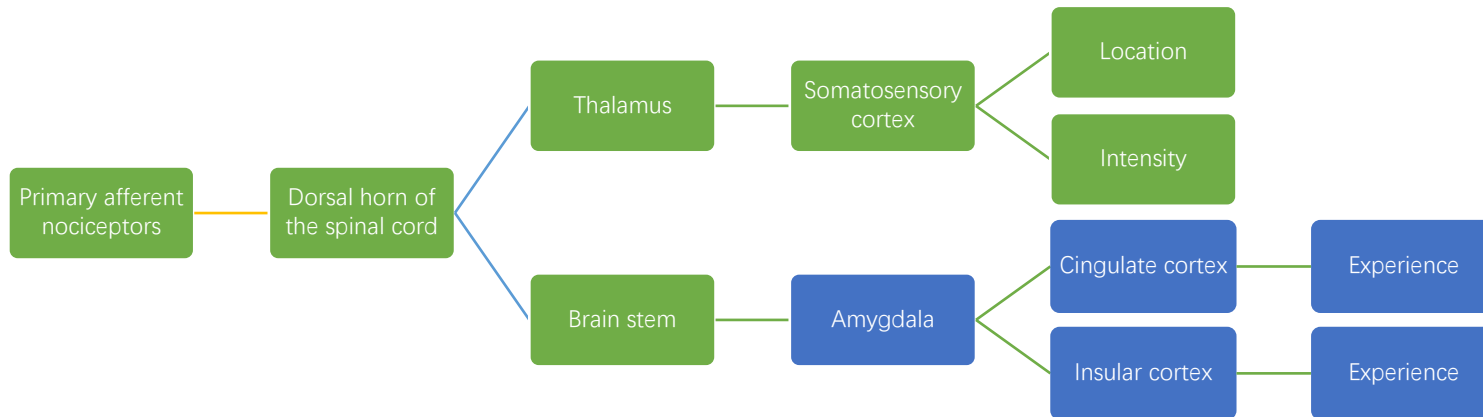 Primary afferent
nociceptors
Dorsal horn of
the spinal cord
Thalamus
Somatosensory
cortex
Location
Intensity
Brain stem
Amygdala
Cingulate cortex
Experience
Insular cortex
Experience